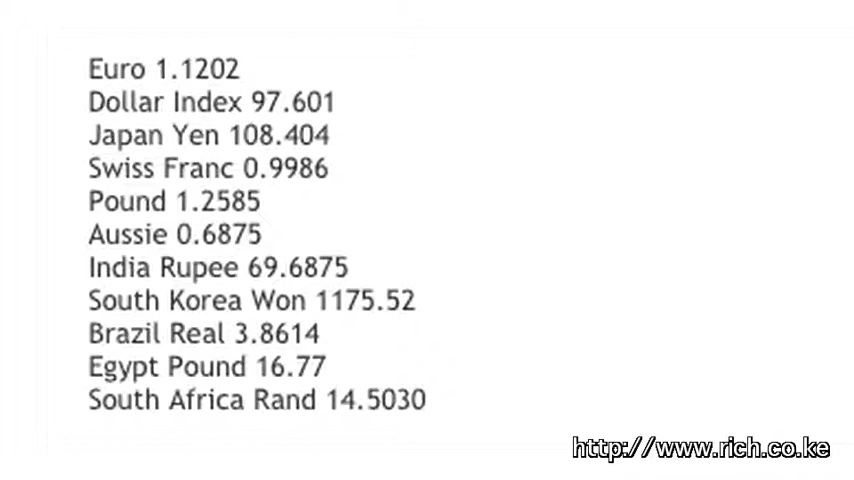 Euro 1.1202
Dollar Index 97.601
Japan Yen 108.404
Swiss Franc 0.9986
Pound 1.2585
Aussie 0.6875
India Rupee 69.6875
South Korea Won 1175.52
Brazil Real 3.8614
Egypt Pound 16.77
South Africa Rand 14.5030
http://www.rich.co.ke